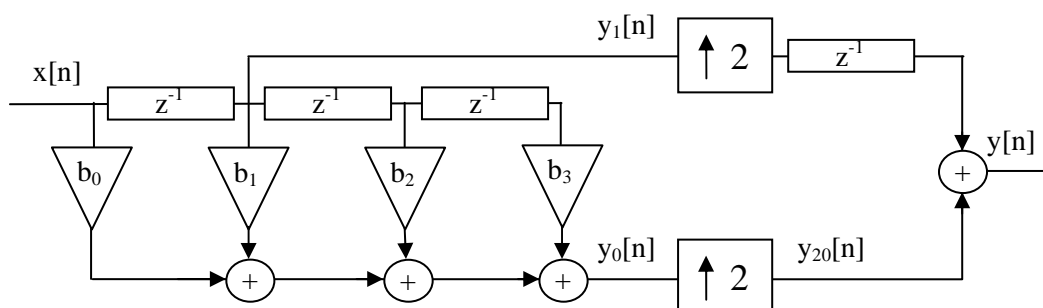 y₁[n]
↑ 2
z⁻¹
x[n]
z⁻¹
z⁻¹
z⁻¹
b₀
b₁
b₂
b₃
y[n]
+
+
+
+
y₀[n]
↑ 2
y₂₀[n]